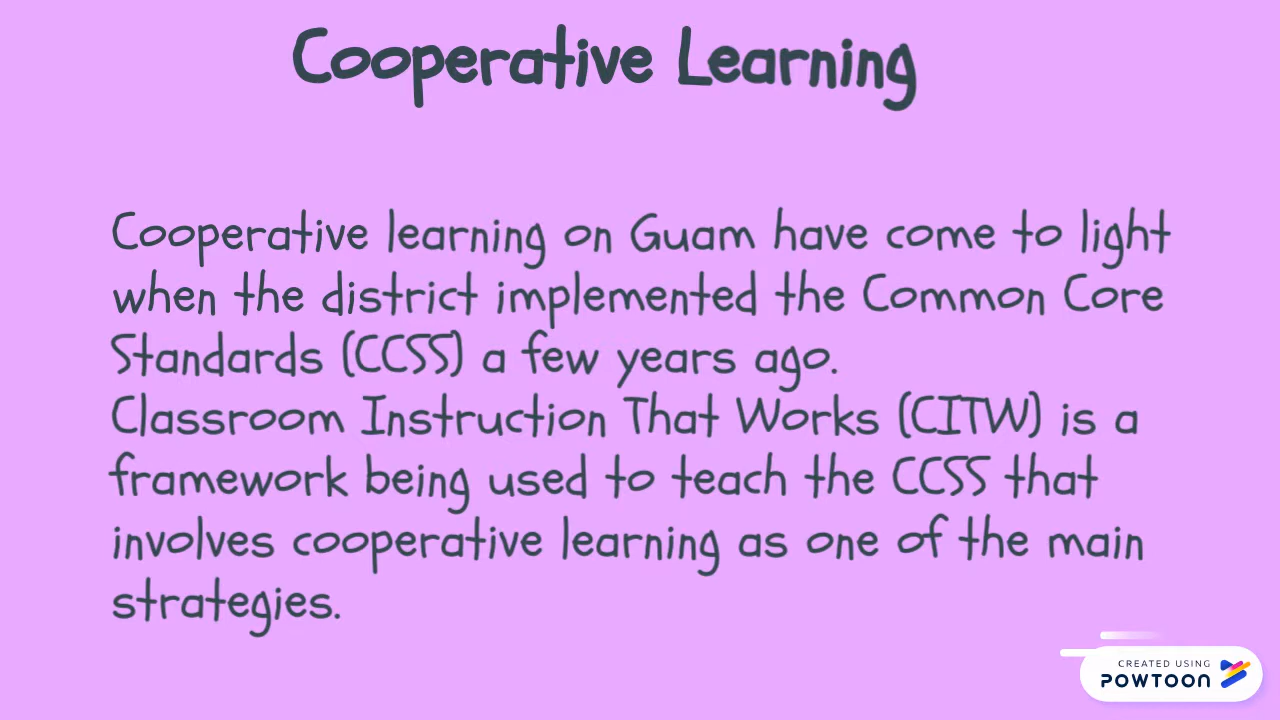 Cooperative Learning
Cooperative learning on Guam have come to light
when the district implemented the Common Core
Standards (CCSS) a few years ago.
Classroom Instruction That Works (CITW) is a
framework being used to teach the CCSS that
involves cooperative learning as one of the main
strategies.
CREATED USING
POWTOON